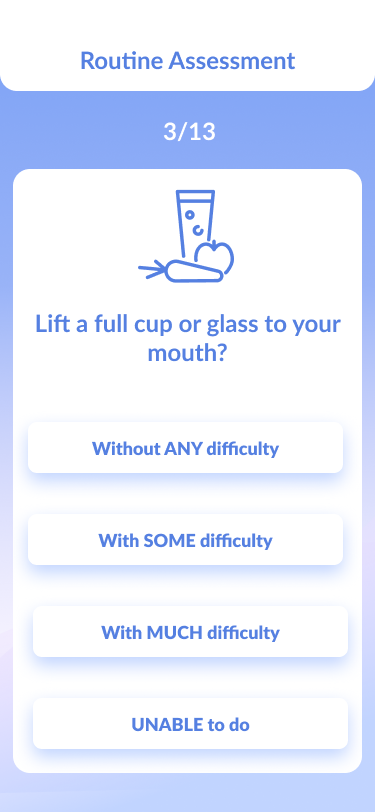 Routine Assessment
3/13
Lift a full cup or glass to your
mouth?
Without ANY difficulty
With SOME difficulty
With MUCH difficulty
UNABLE to do